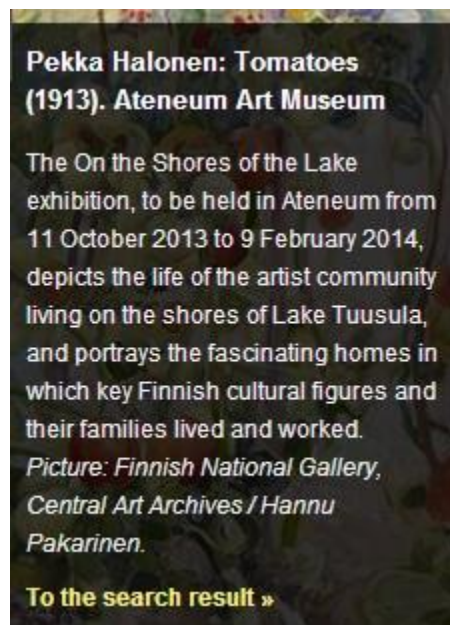 Pekka Halonen: Tomatoes
(1913). Ateneum Art Museum
The On the Shores of the Lake
exhibition, to be held in Ateneum from
11 October 2013 to 9 February 2014,
depicts the life of the artist community
living on the shores of Lake Tuusula,
and portrays the fascinating homes in
which key Finnish cultural figures and
their families lived and worked.
Picture: Finnish National Gallery,
Central Art Archives / Hannu
Pakarinen.
To the search result »